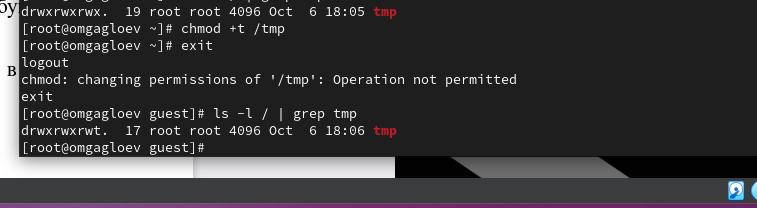 бу
drwxrwxrwx.  19 root root 4096 Oct  6 18:05 tmp
[root@omgagloev ~]# chmod +t /tmp
[root@omgagloev ~]# exit
logout
в
chmod: changing permissions of '/tmp': Operation not permitted
exit
[root@omgagloev guest]# ls -l / | grep tmp
drwxrwxrwt.  17 root root 4096 Oct  6 18:06 tmp
[root@omgagloev guest]#